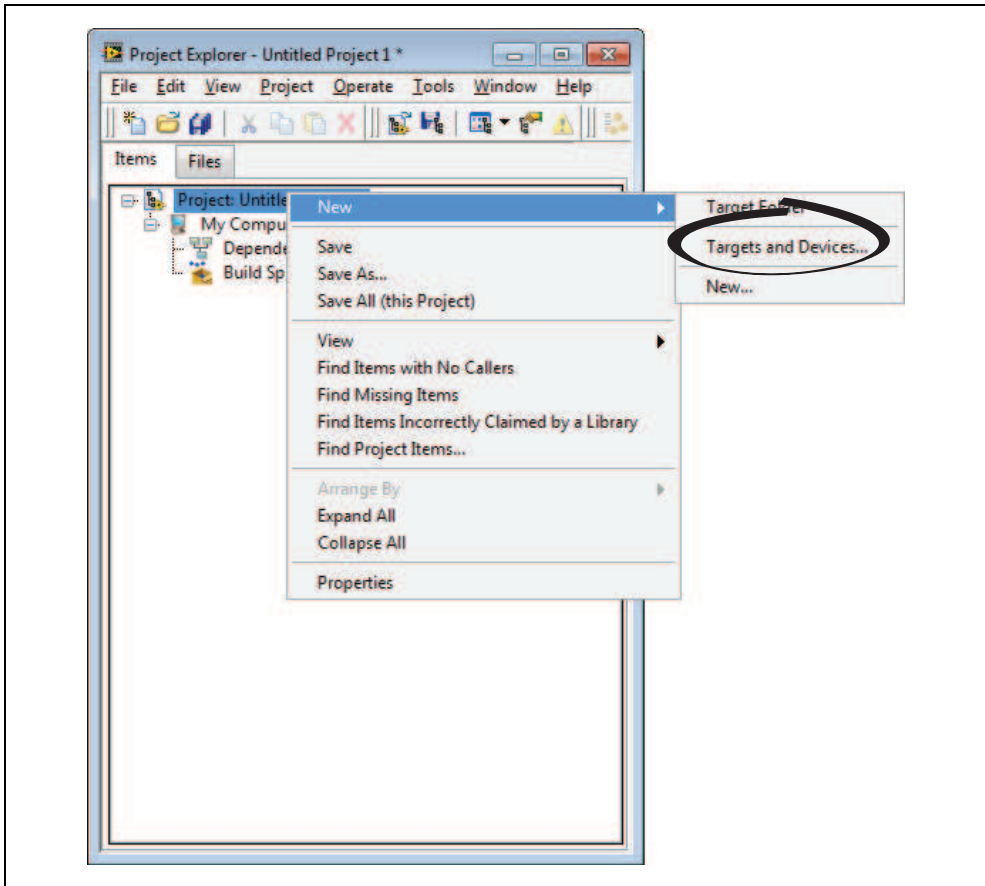 Project Explorer - Untitled Project 1 *
File Edit View Project Operate Tools Window Help
Items Files
Project: Untitle
My Compu
Depende
Build Sp
New
Save
Save As...
Save All (this Project)
View
Find Items with No Callers
Find Missing Items
Find Items Incorrectly Claimed by a Library
Find Project Items...
Arrange By
Expand All
Collapse All
Properties
Target Folder
Targets and Devices...
New...